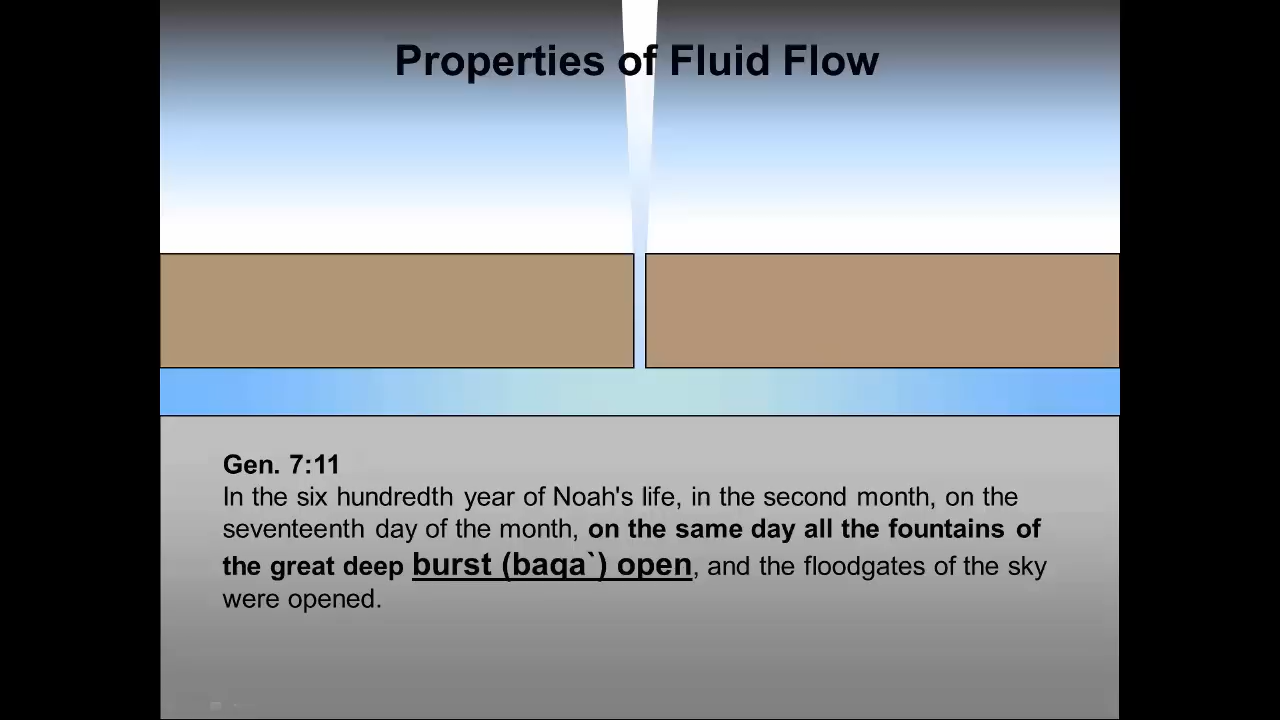 Properties of Fluid Flow
Gen. 7:11
In the six hundredth year of Noah's life, in the second month, on the
seventeenth day of the month, on the same day all the fountains of
the great deep burst (baqa`) open, and the floodgates of the sky
were opened.